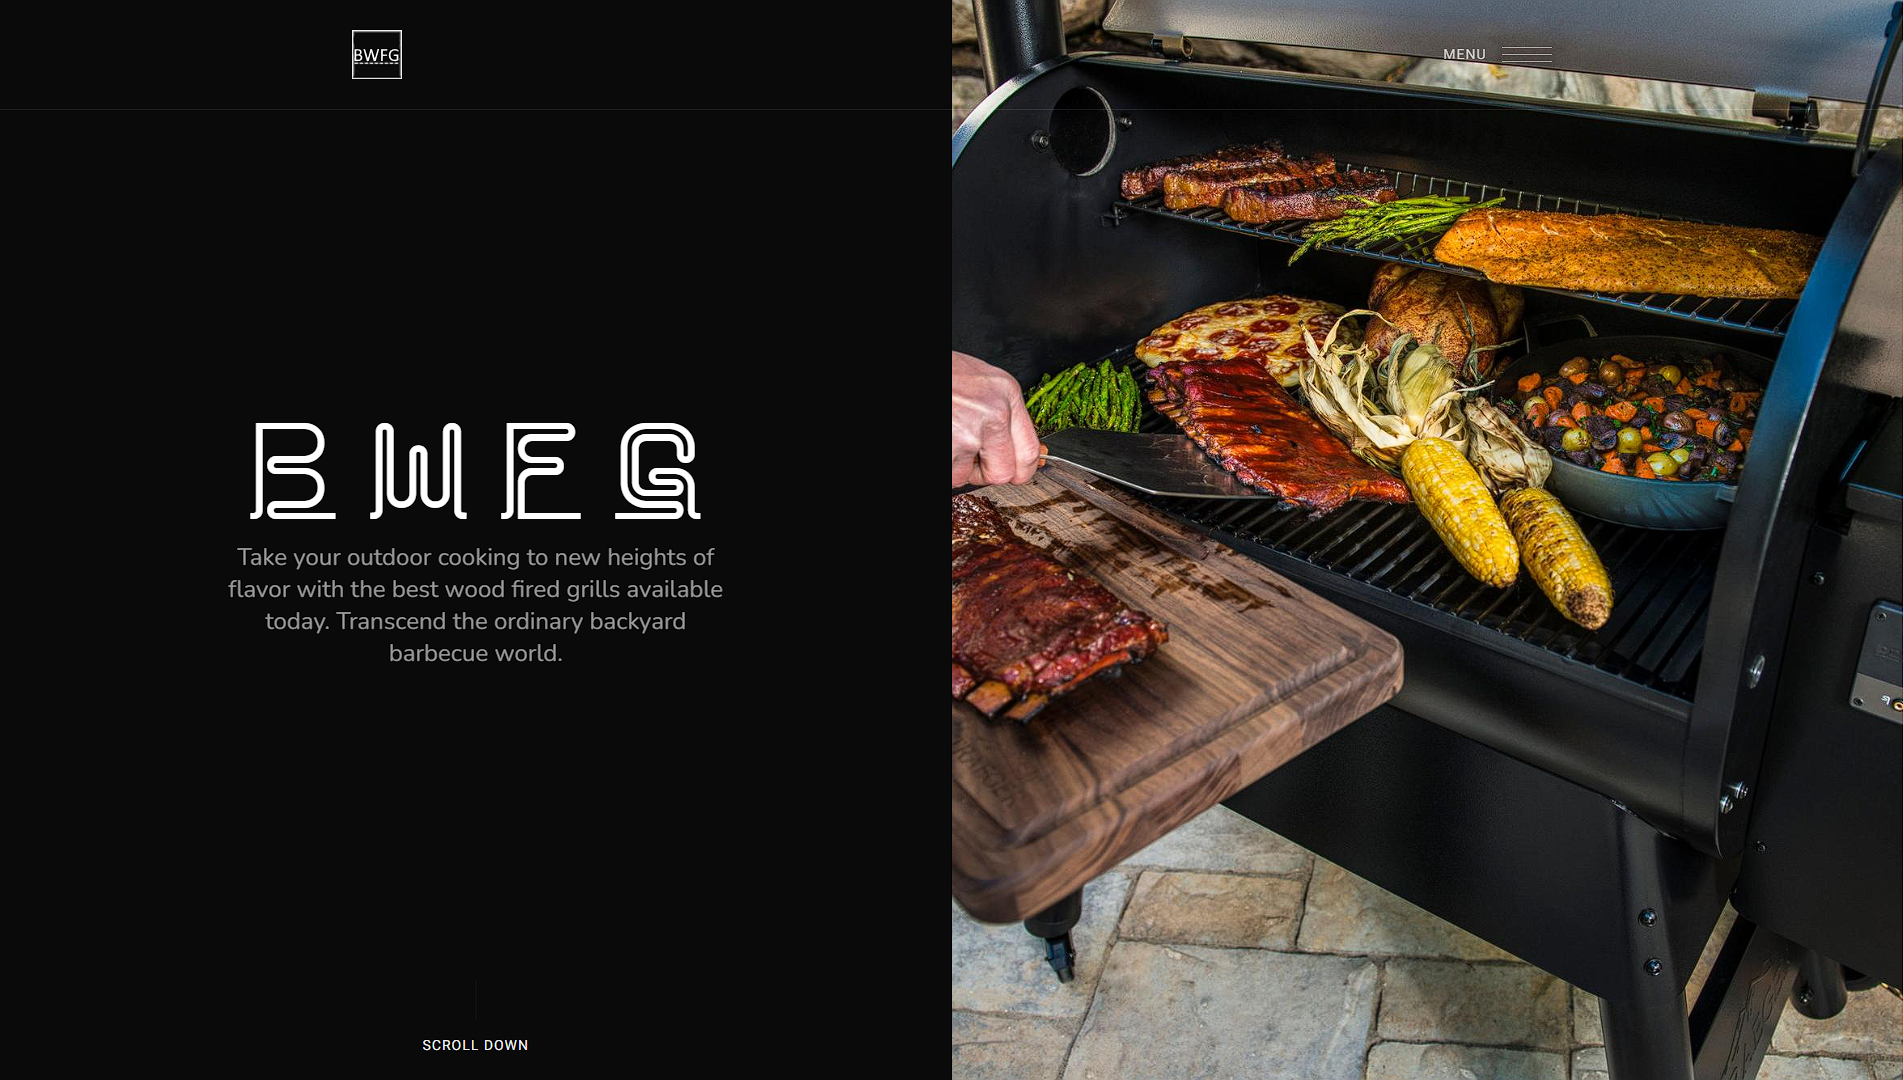 BWFG
MENU
BWFG
Take your outdoor cooking to new heights of
flavor with the best wood fired grills available
today. Transcend the ordinary backyard
barbecue world.
SCROLL DOWN